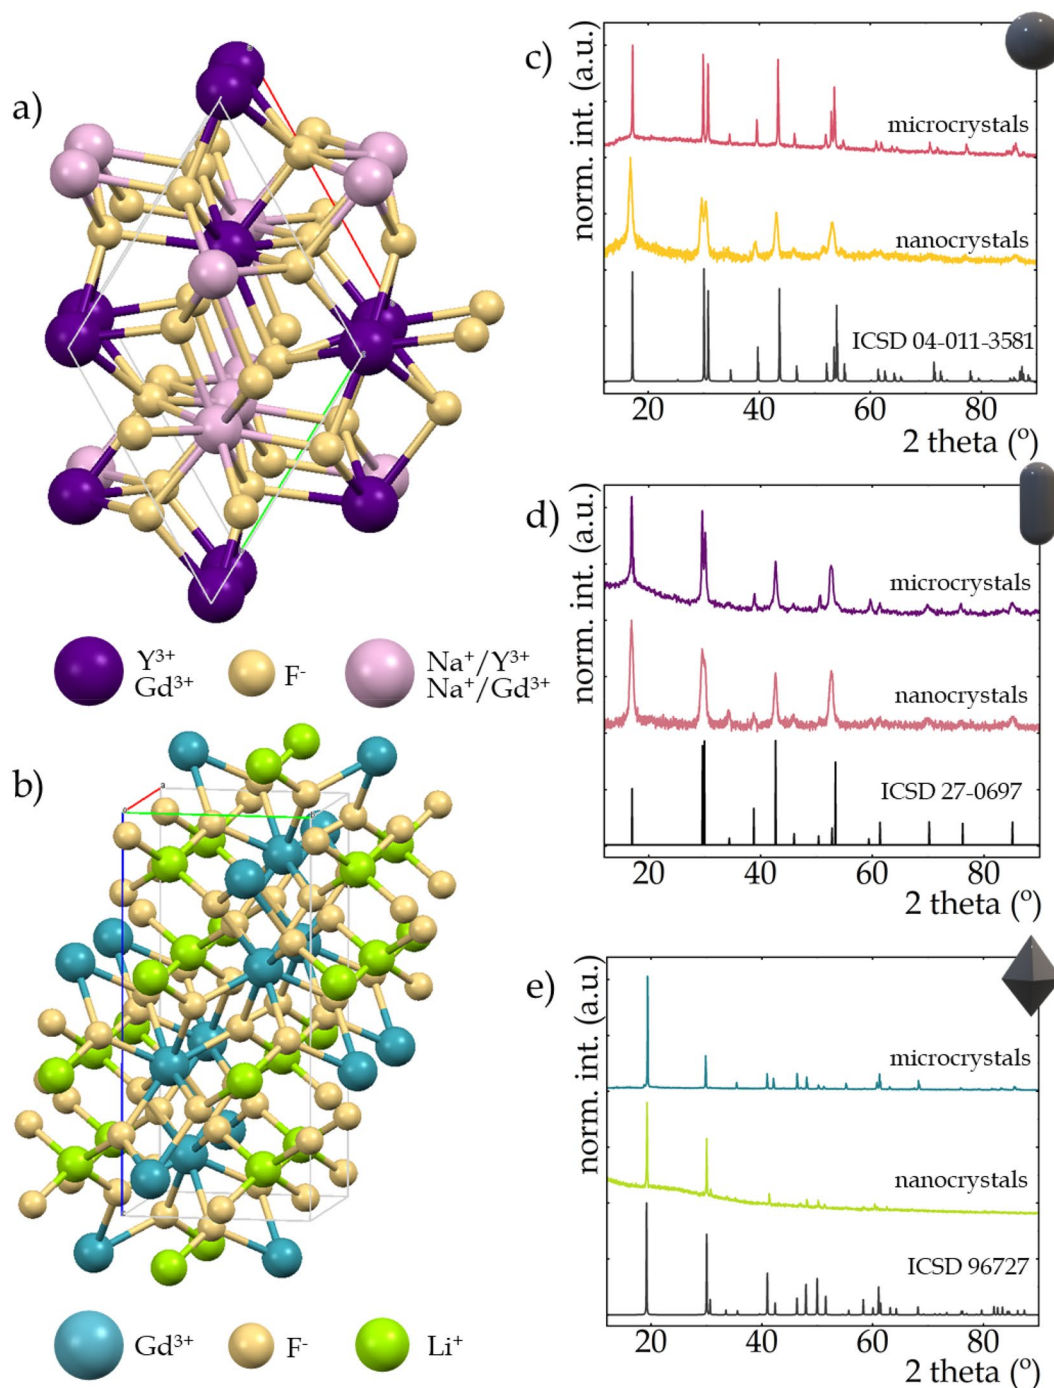 a)
Y³⁺
Gd³⁺
F⁻
Na⁺/Y³⁺
Na⁺/Gd³⁺
b)
Gd³⁺
F⁻
Li⁺
c)
norm. int. (a.u.)
microcrystals
nanocrystals
ICSD 04-011-3581
20 40 60 80
2 theta (º)
d)
norm. int. (a.u.)
microcrystals
nanocrystals
ICSD 27-0697
20 40 60 80
2 theta (º)
e)
norm. int. (a.u.)
microcrystals
nanocrystals
ICSD 96727
20 40 60 80
2 theta (º)